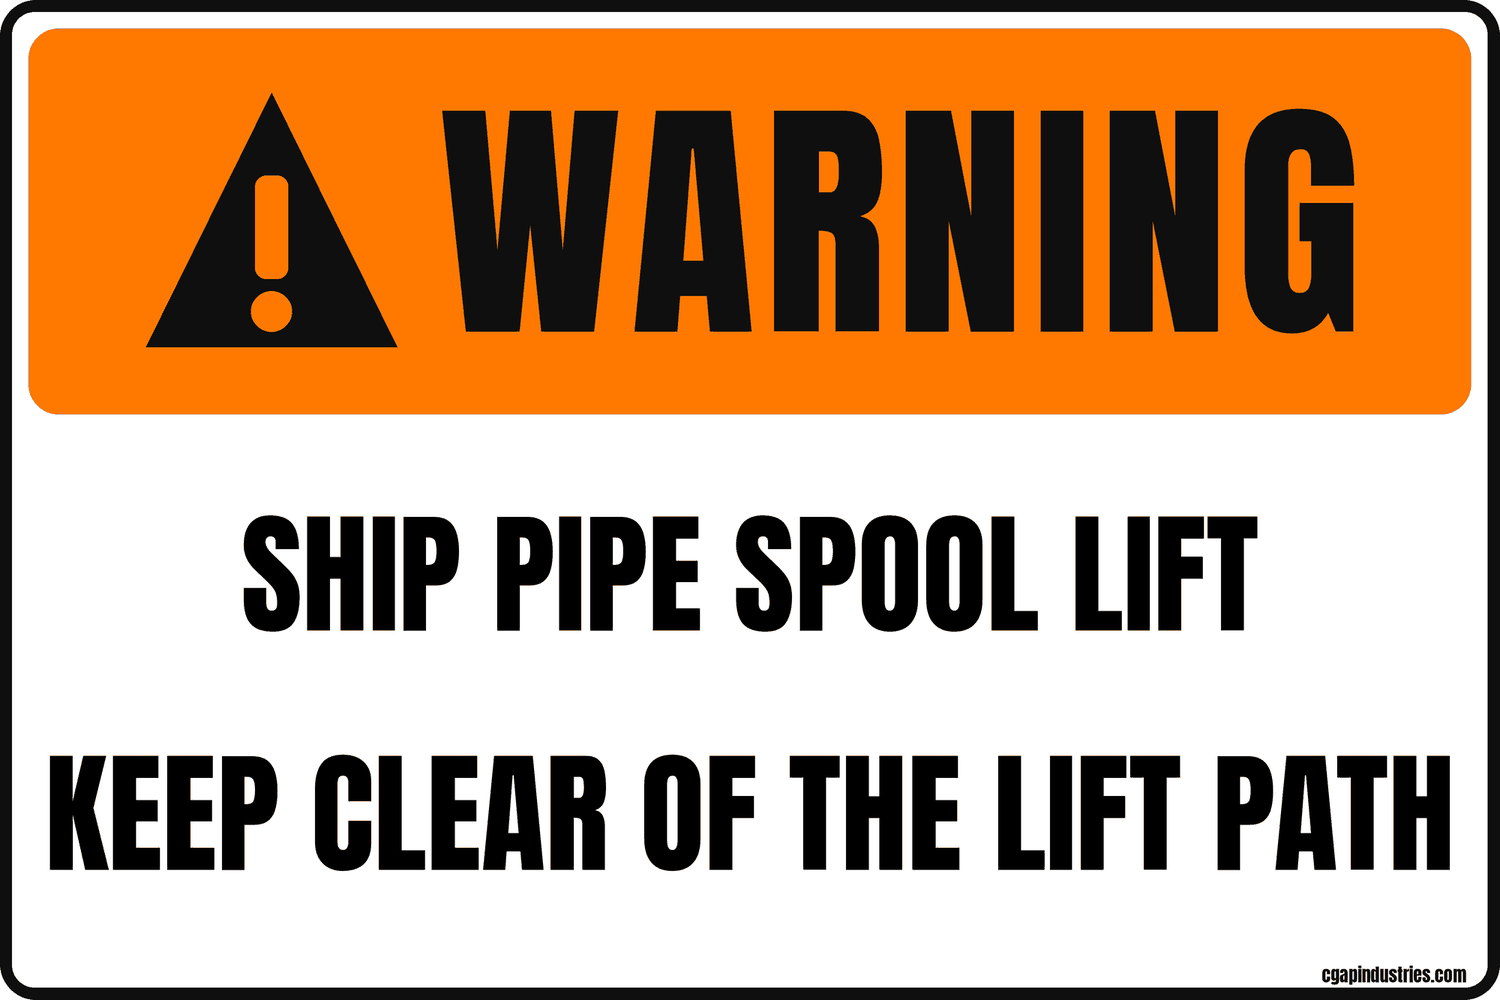 WARNING
SHIP PIPE SPOOL LIFT
KEEP CLEAR OF THE LIFT PATH
cgapindustries.com